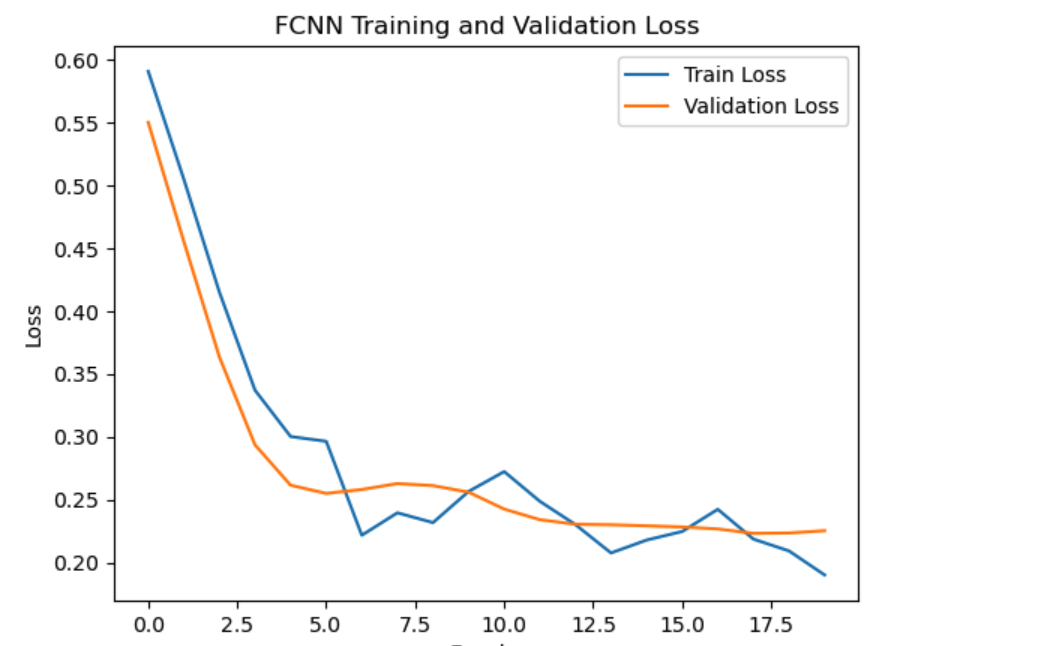 FCNN Training and Validation Loss
Train Loss
Validation Loss
0.60
0.55
0.50
0.45
0.40
0.35
0.30
0.25
0.20
Loss
0.0 2.5 5.0 7.5 10.0 12.5 15.0 17.5